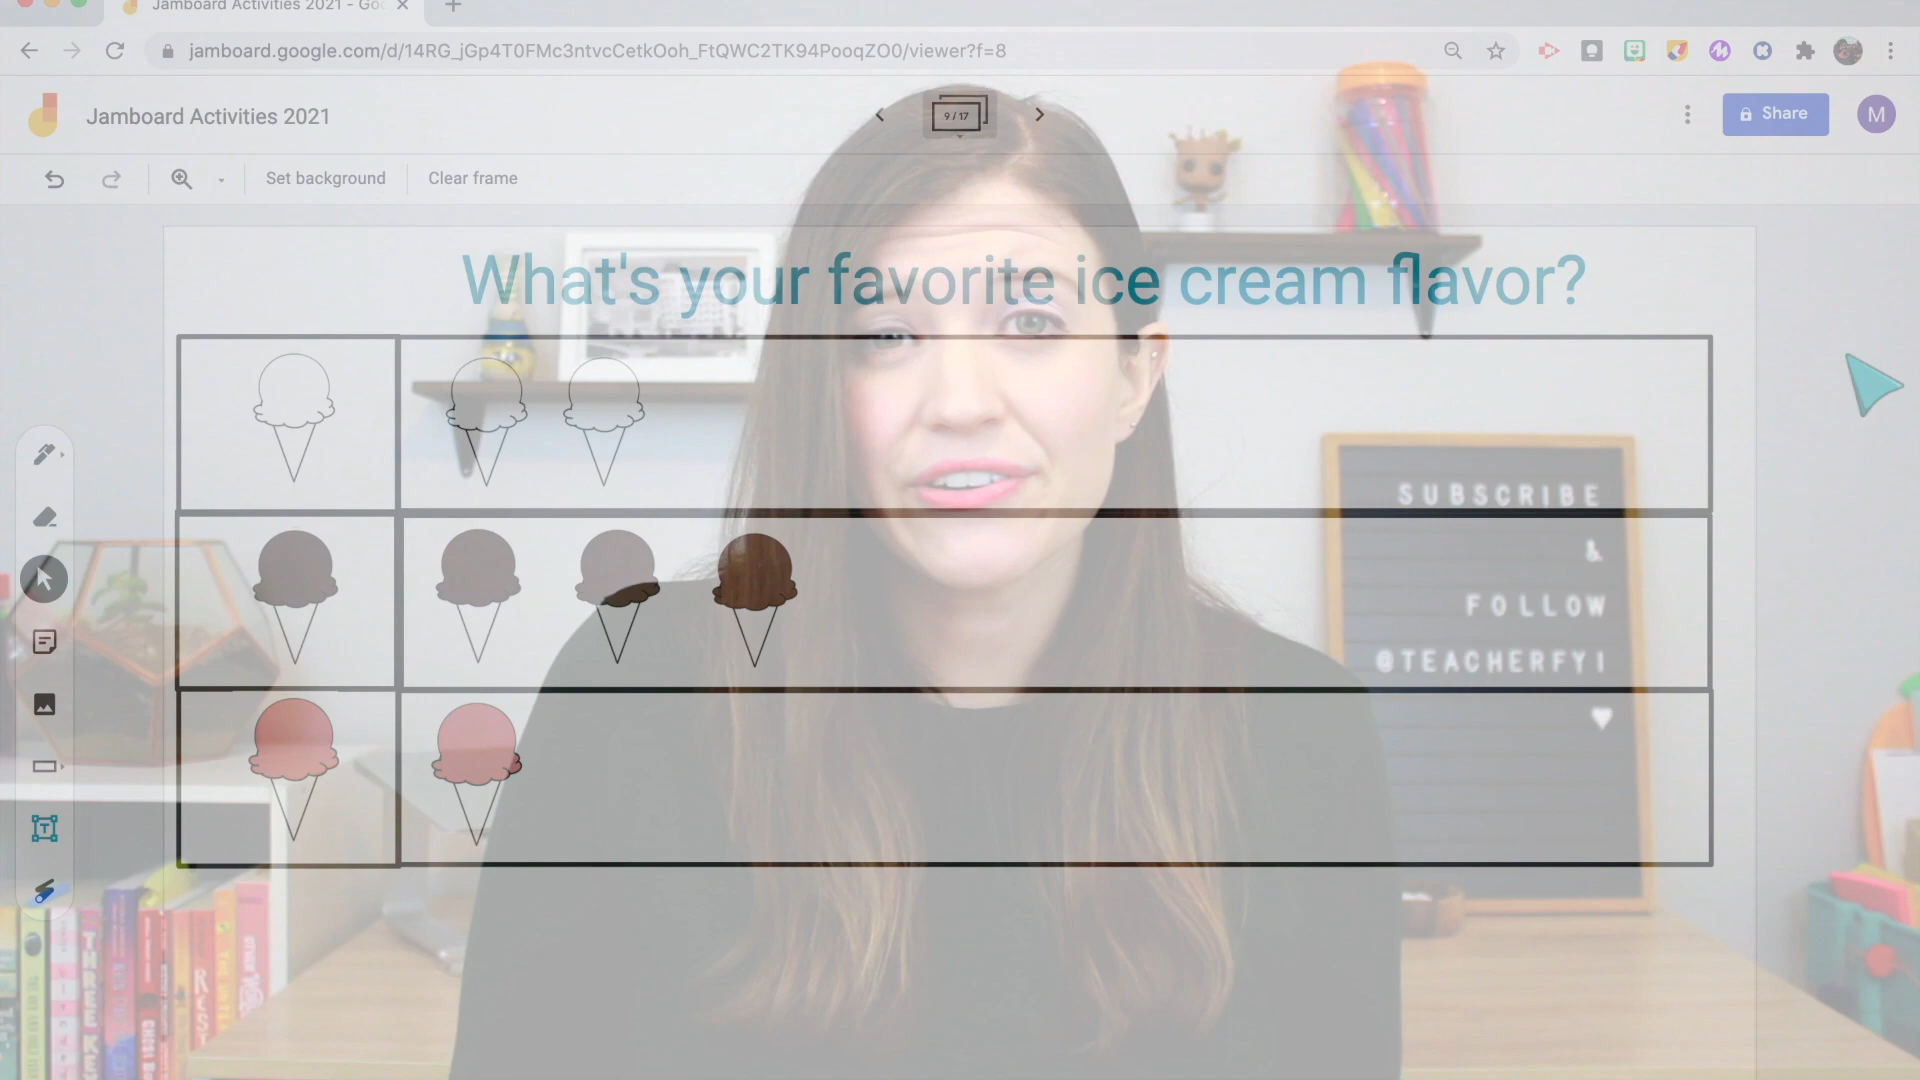 Jamboard Activities 2021 - Goo
jamboard.google.com/d/14RG_jGp4T0FMc3ntvcCetkOoh_FtQWC2TK94PooqZO0/viewer?f=8
Jamboard Activities 2021
9 / 17
Share
M
Set background
Clear frame
What's your favorite ice cream flavor?
SUBSCRIBE
&
FOLLOW
@TEACHERFYI